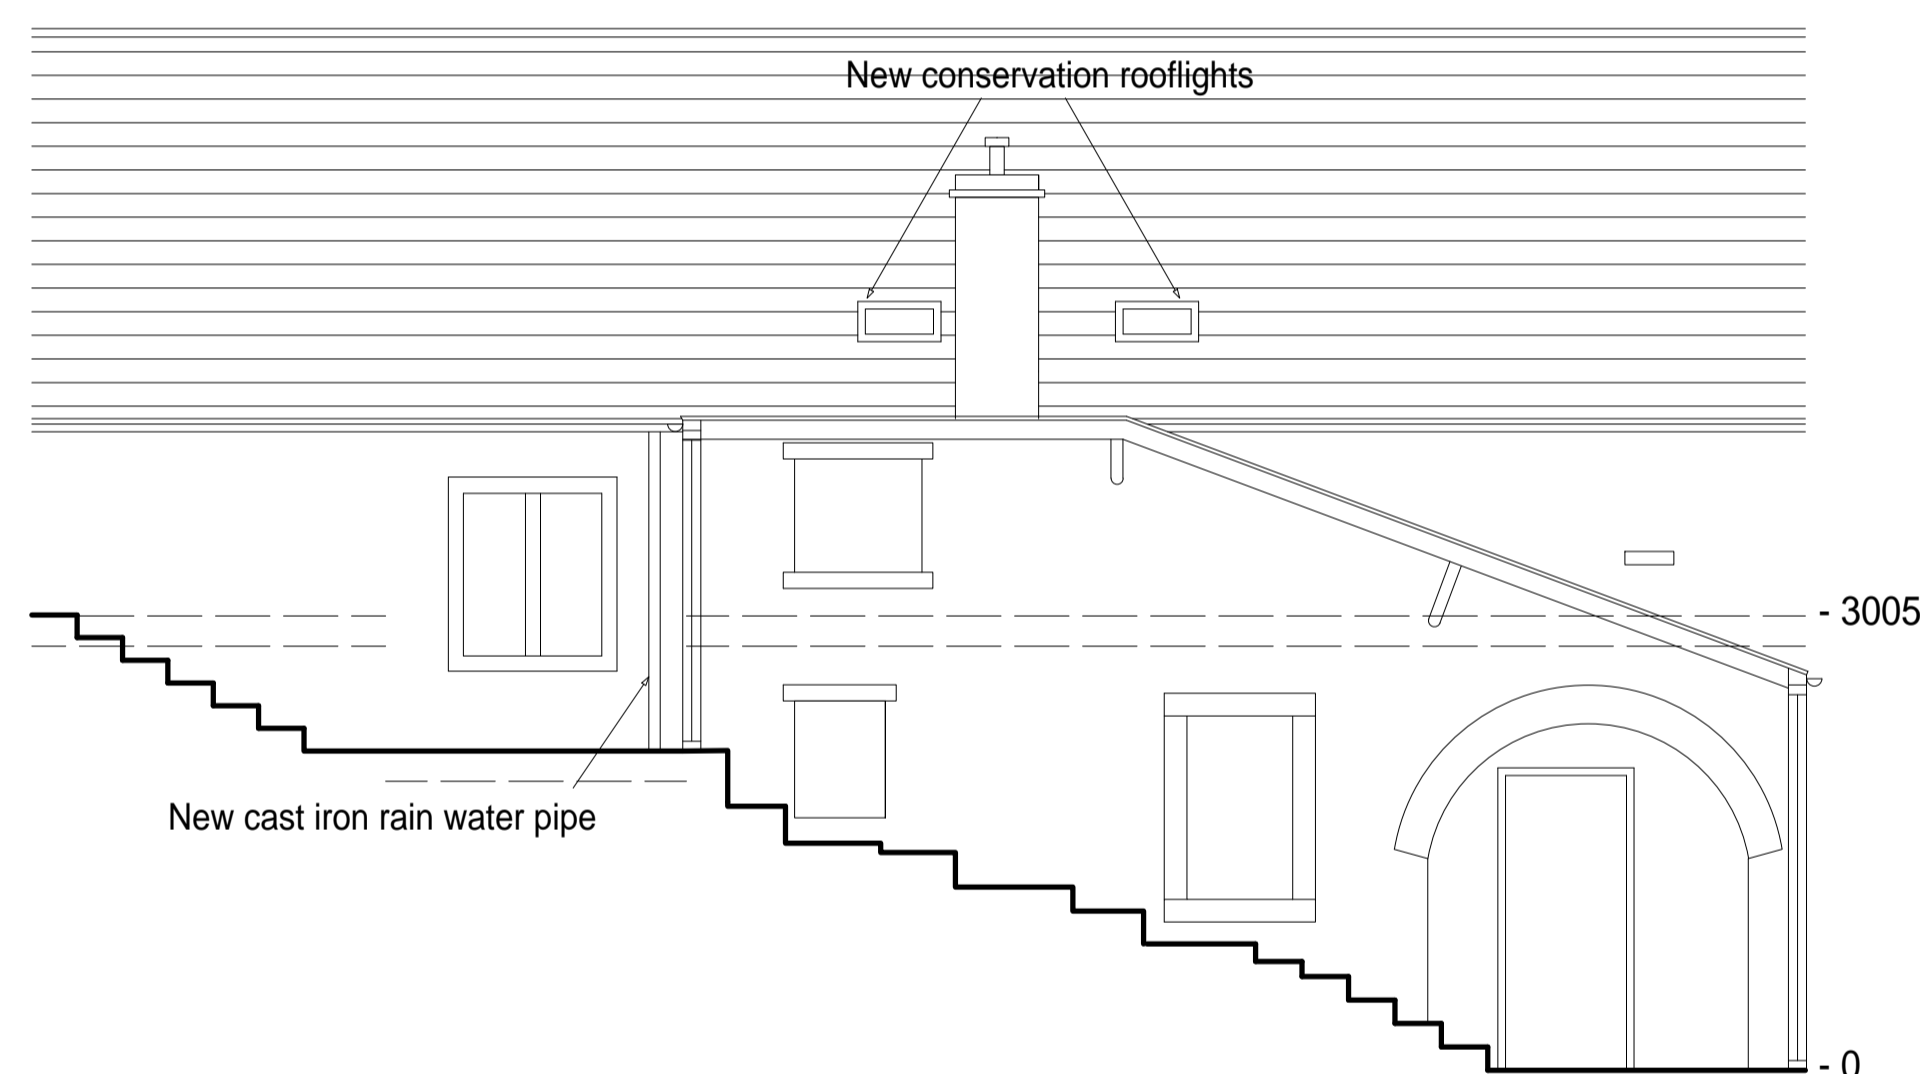 New conservation rooflights
- 3005
New cast iron rain water pipe
- 0